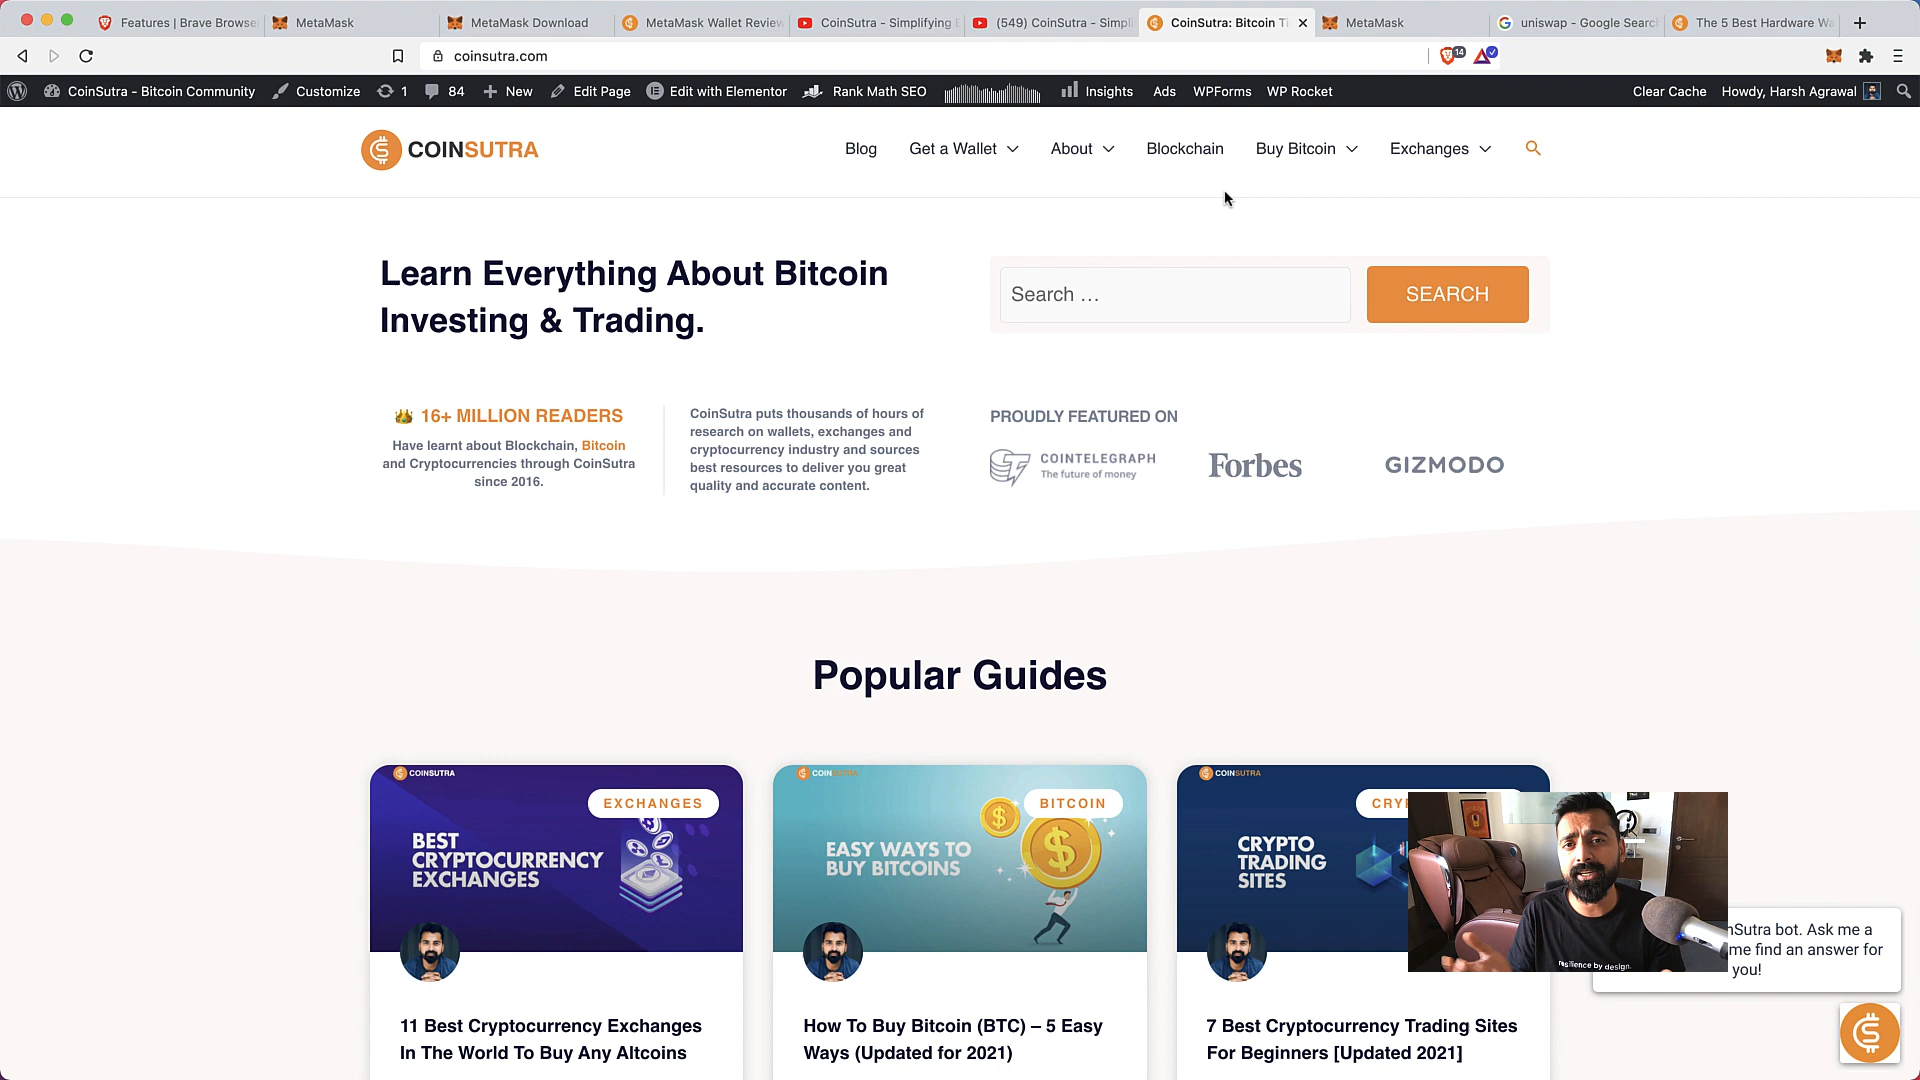 Features | Brave Browse
MetaMask
MetaMask Download
MetaMask Wallet Review
CoinSutra - Simplifying
(549) CoinSutra - Simpl
CoinSutra: Bitcoin Ti
MetaMask
uniswap - Google Searc
The 5 Best Hardware Wa
coinsutra.com
14
CoinSutra - Bitcoin Community
Customize
1
84
New
Edit Page
Edit with Elementor
Rank Math SEO
Insights
Ads
WPForms
WP Rocket
Clear Cache
Howdy, Harsh Agrawal
COINSUTRA
Blog
Get a Wallet
About
Blockchain
Buy Bitcoin
Exchanges
Learn Everything About Bitcoin
Investing & Trading.
Search …
SEARCH
16+ MILLION READERS
Have learnt about Blockchain, Bitcoin
and Cryptocurrencies through CoinSutra
since 2016.
CoinSutra puts thousands of hours of
research on wallets, exchanges and
cryptocurrency industry and sources
best resources to deliver you great
quality and accurate content.
PROUDLY FEATURED ON
COINTELEGRAPH
The future of money
Forbes
GIZMODO
Popular Guides
COINSUTRA
EXCHANGES
BEST
CRYPTOCURRENCY
EXCHANGES
COINSUTRA
BITCOIN
EASY WAYS TO
BUY BITCOINS
COINSUTRA
CRY
CRYPTO
TRADING
SITES
resilience by design.
nSutra bot. Ask me a
me find an answer for
you!
11 Best Cryptocurrency Exchanges
In The World To Buy Any Altcoins
How To Buy Bitcoin (BTC) – 5 Easy
Ways (Updated for 2021)
7 Best Cryptocurrency Trading Sites
For Beginners [Updated 2021]